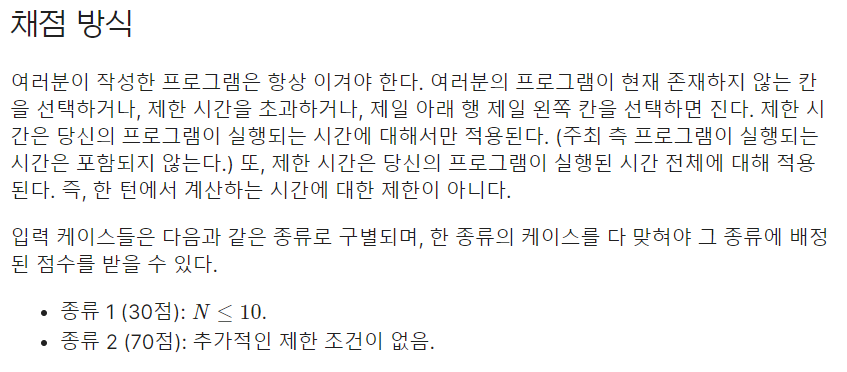 채점 방식
여러분이 작성한 프로그램은 항상 이겨야 한다. 여러분의 프로그램이 현재 존재하지 않는 칸
을 선택하거나, 제한 시간을 초과하거나, 제일 아래 행 제일 왼쪽 칸을 선택하면 진다. 제한 시
간은 당신의 프로그램이 실행되는 시간에 대해서만 적용된다. (주최 측 프로그램이 실행되는
시간은 포함되지 않는다.) 또, 제한 시간은 당신의 프로그램이 실행된 시간 전체에 대해 적용
된다. 즉, 한 턴에서 계산하는 시간에 대한 제한이 아니다.
입력 케이스들은 다음과 같은 종류로 구별되며, 한 종류의 케이스를 다 맞혀야 그 종류에 배정
된 점수를 받을 수 있다.
• 종류 1 (30점): N ≤ 10.
• 종류 2 (70점): 추가적인 제한 조건이 없음.